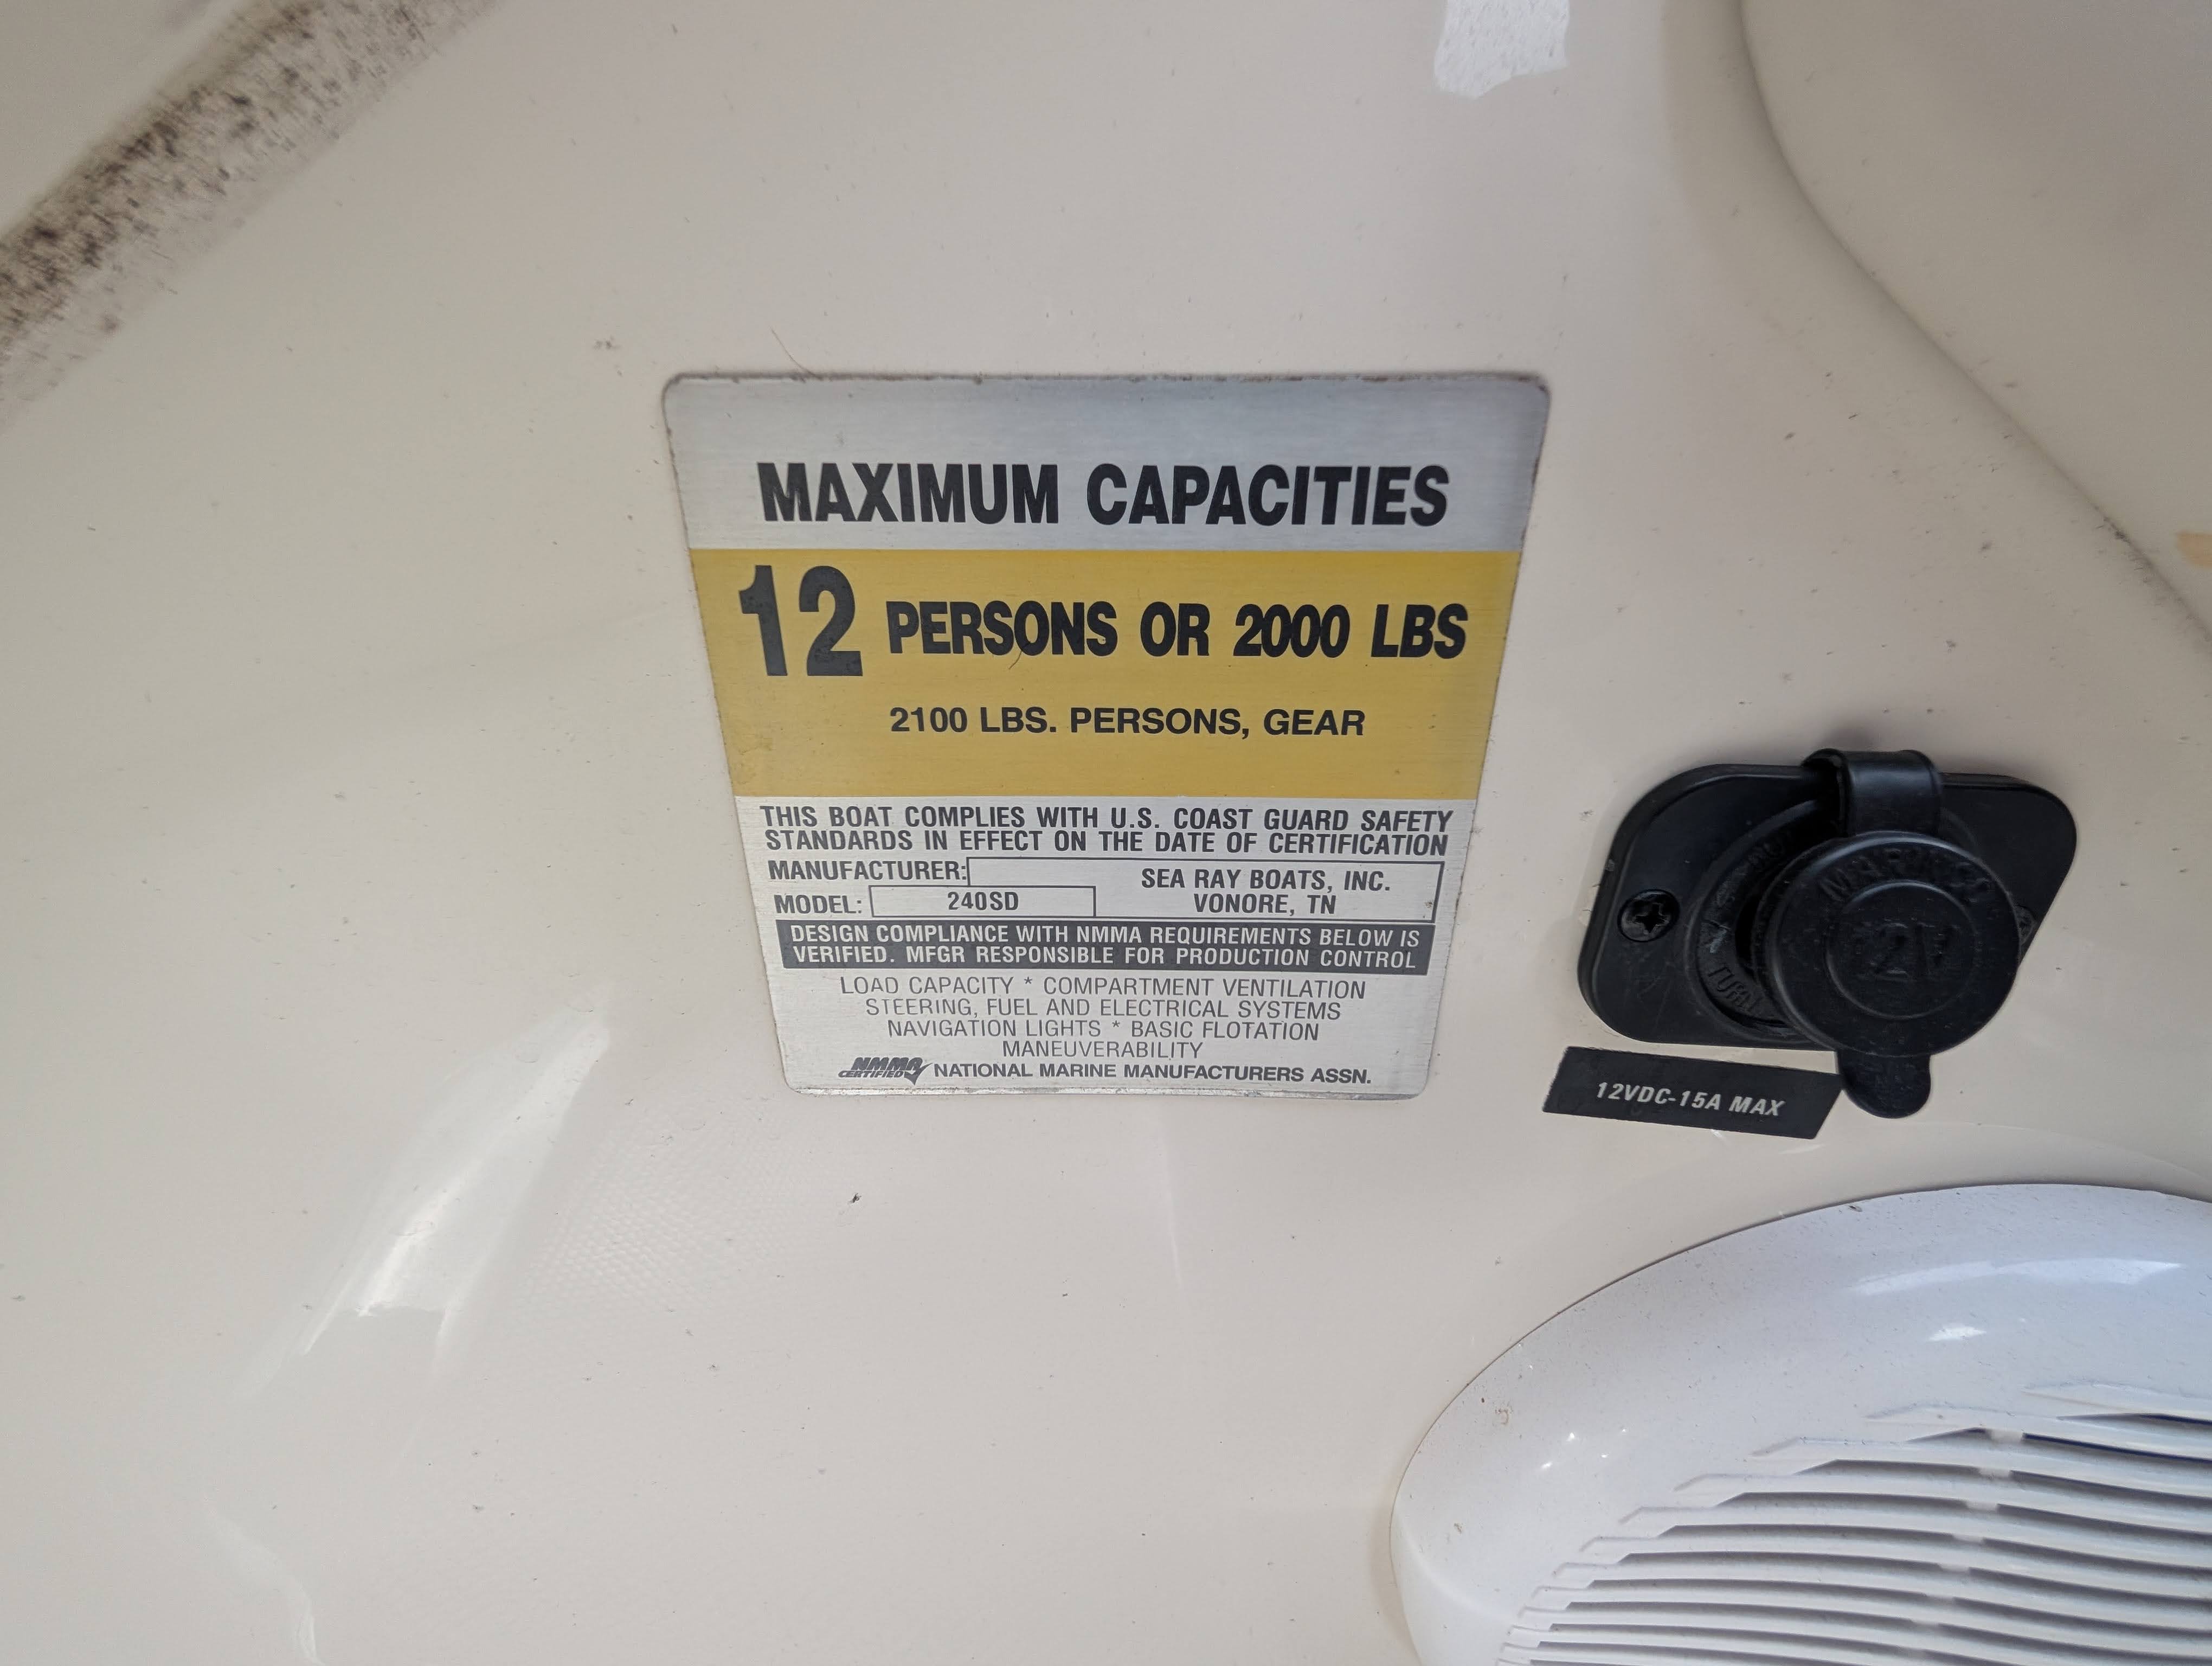 MAXIMUM CAPACITIES
12 PERSONS OR 2000 LBS
2100 LBS. PERSONS, GEAR
THIS BOAT COMPLIES WITH U.S. COAST GUARD SAFETY
STANDARDS IN EFFECT ON THE DATE OF CERTIFICATION
MANUFACTURER: SEA RAY BOATS, INC.
MODEL: 240SD VONORE, TN
DESIGN COMPLIANCE WITH NMMA REQUIREMENTS BELOW IS
VERIFIED. MFGR RESPONSIBLE FOR PRODUCTION CONTROL
LOAD CAPACITY * COMPARTMENT VENTILATION
STEERING, FUEL AND ELECTRICAL SYSTEMS
NAVIGATION LIGHTS * BASIC FLOTATION
MANEUVERABILITY
NMMA CERTIFIED NATIONAL MARINE MANUFACTURERS ASSN.
12V
TURN
12VDC-15A MAX